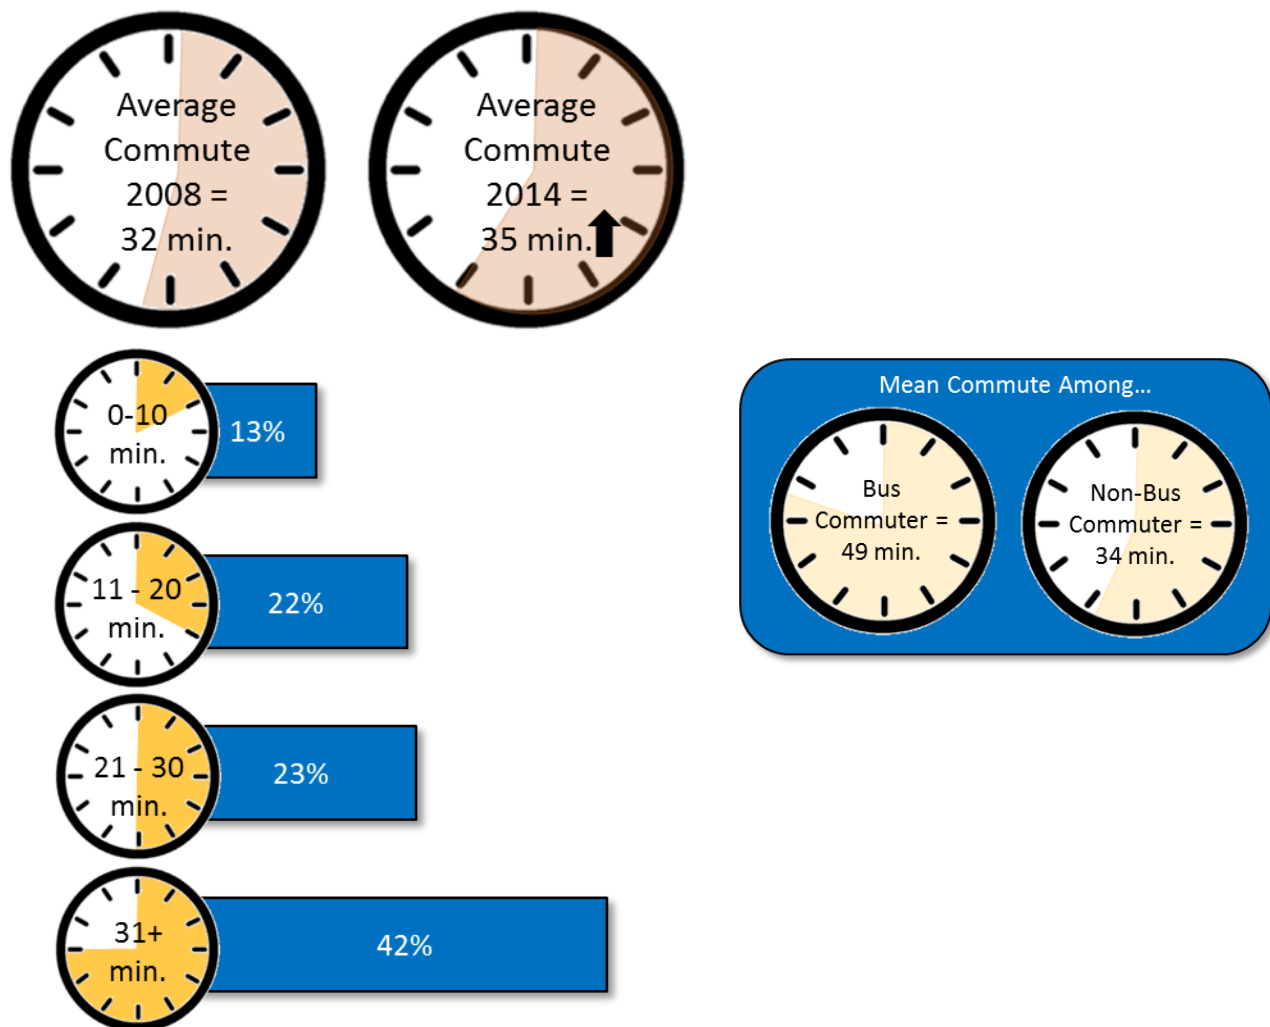 Average
Commute
2008 =
32 min.
Average
Commute
2014 =
35 min.
0-10
min.
13%
11 - 20
min.
22%
21 - 30
min.
23%
31+
min.
42%
Mean Commute Among...
Bus
Commuter =
49 min.
Non-Bus
Commuter =
34 min.